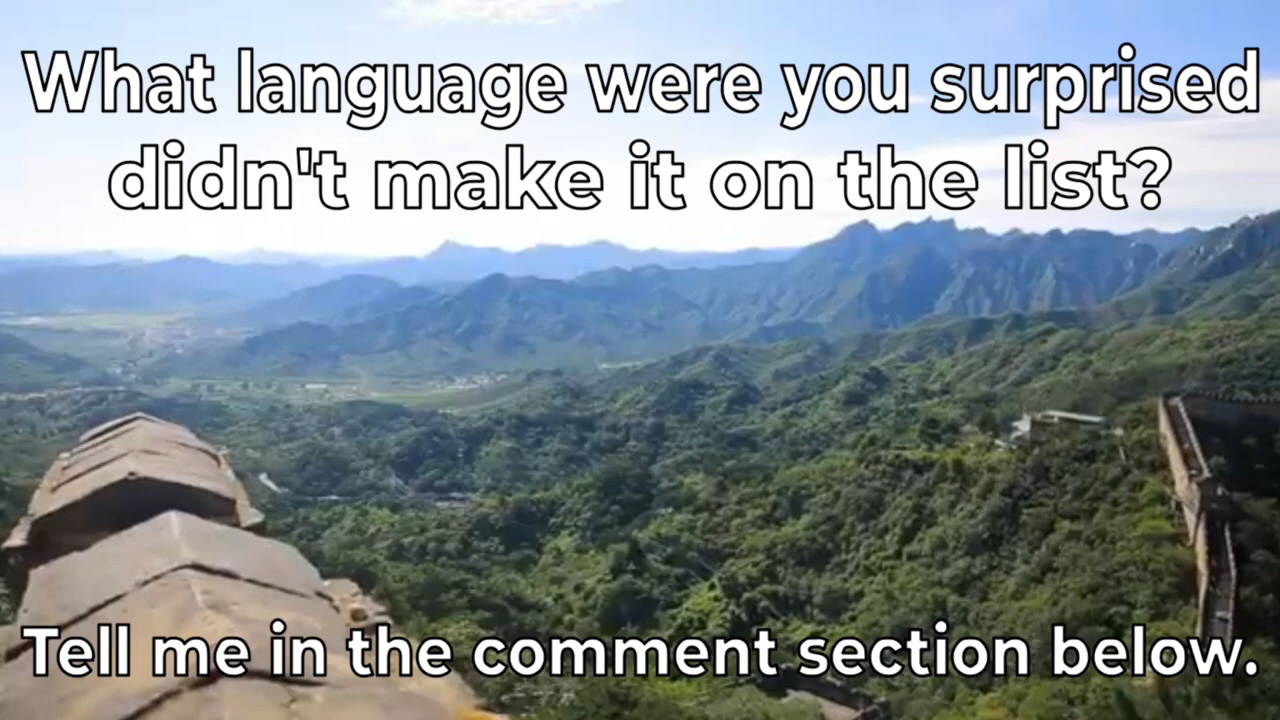 What language were you surprised
didn't make it on the list?
Tell me in the comment section below.